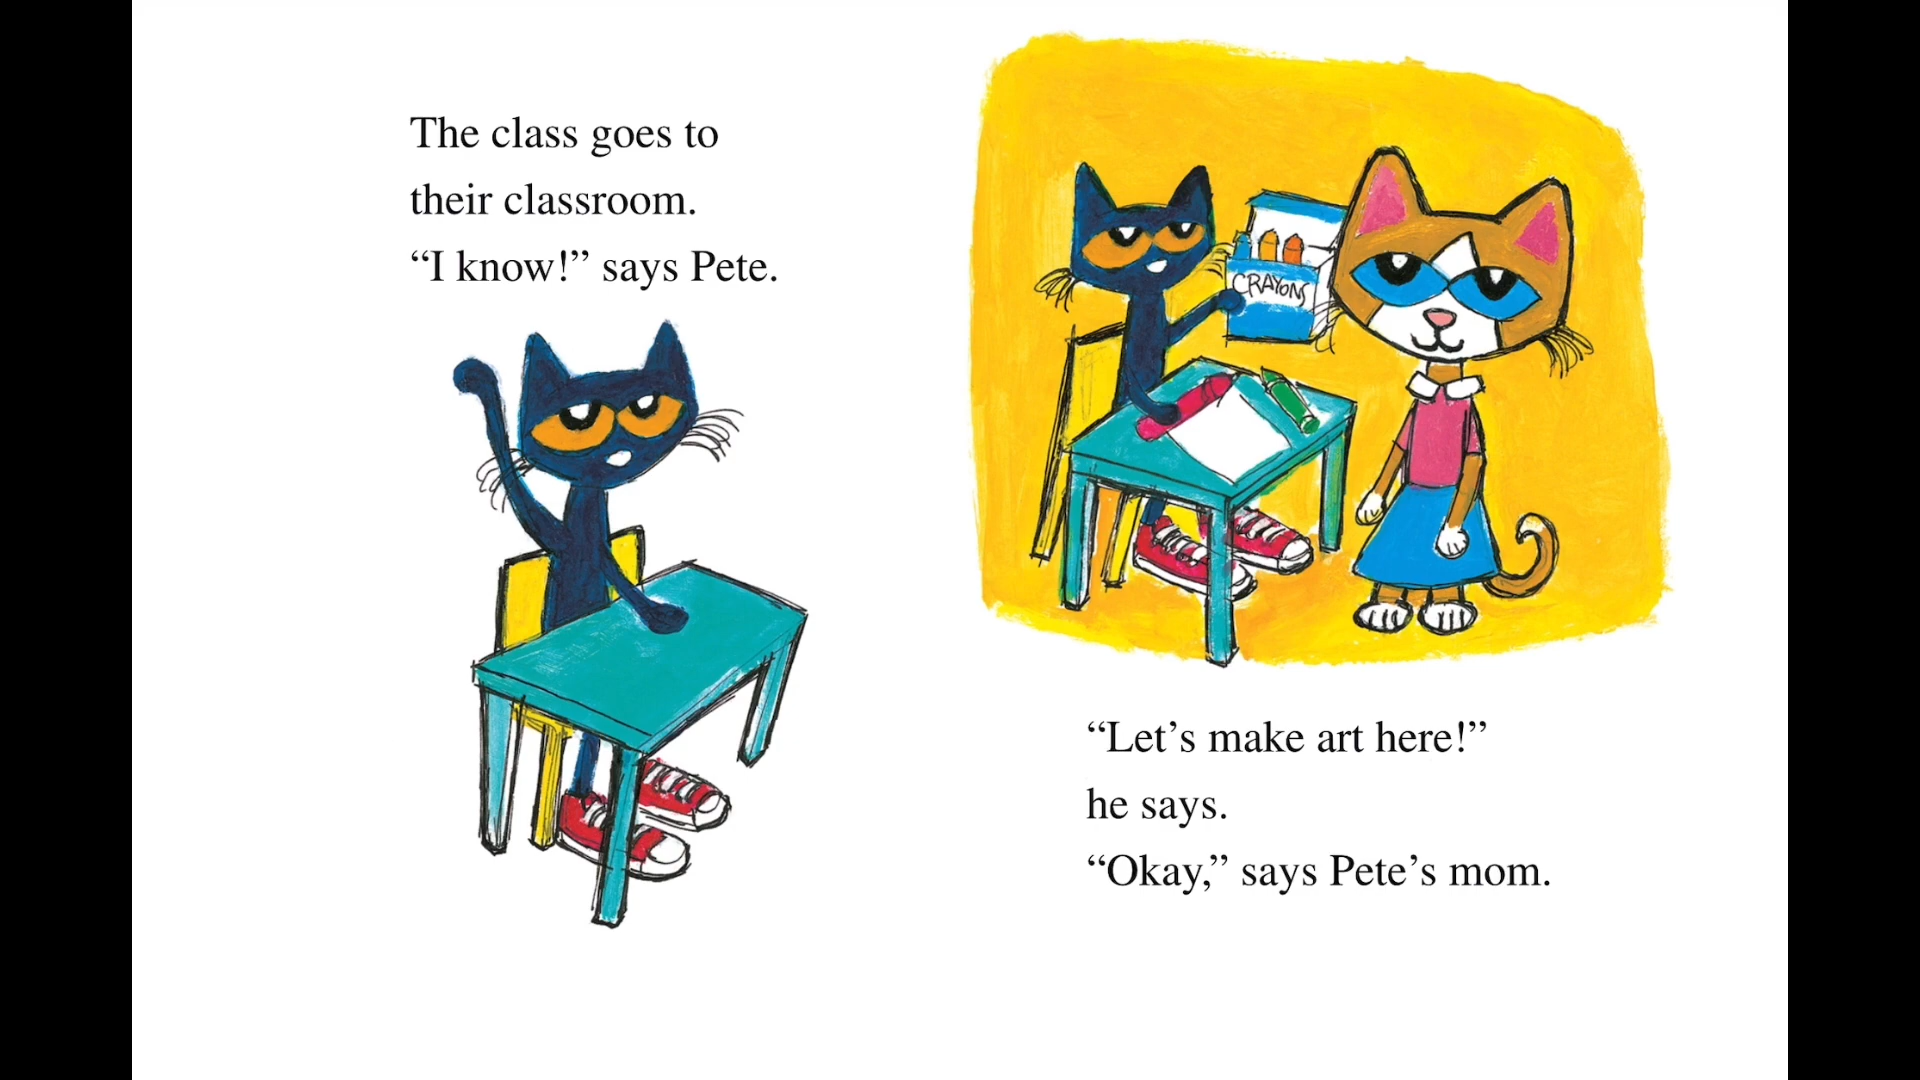 The class goes to
their classroom.
“I know!” says Pete.
CRAYONS
“Let’s make art here!”
he says.
“Okay,” says Pete’s mom.